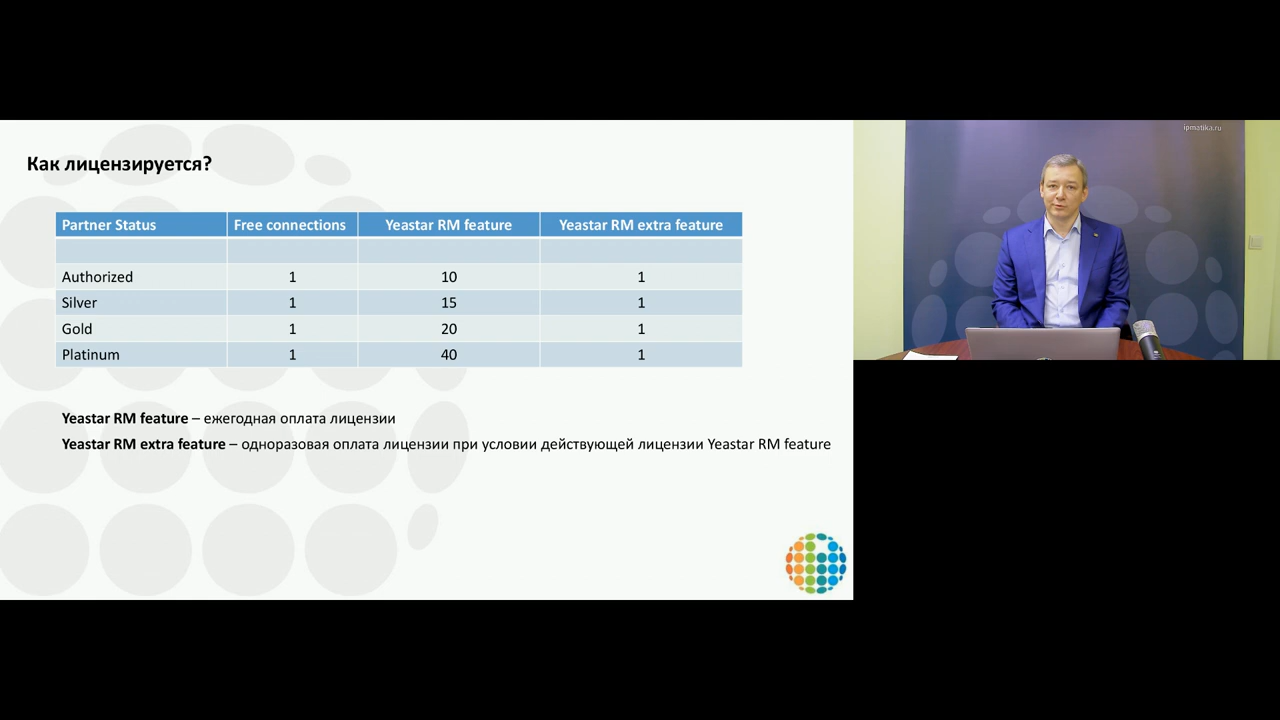 Как лицензируется?
Partner Status Free connections Yeastar RM feature Yeastar RM extra feature
Authorized 1 10 1
Silver 1 15 1
Gold 1 20 1
Platinum 1 40 1
Yeastar RM feature – ежегодная оплата лицензии
Yeastar RM extra feature – одноразовая оплата лицензии при условии действующей лицензии Yeastar RM feature
ipmatika.ru